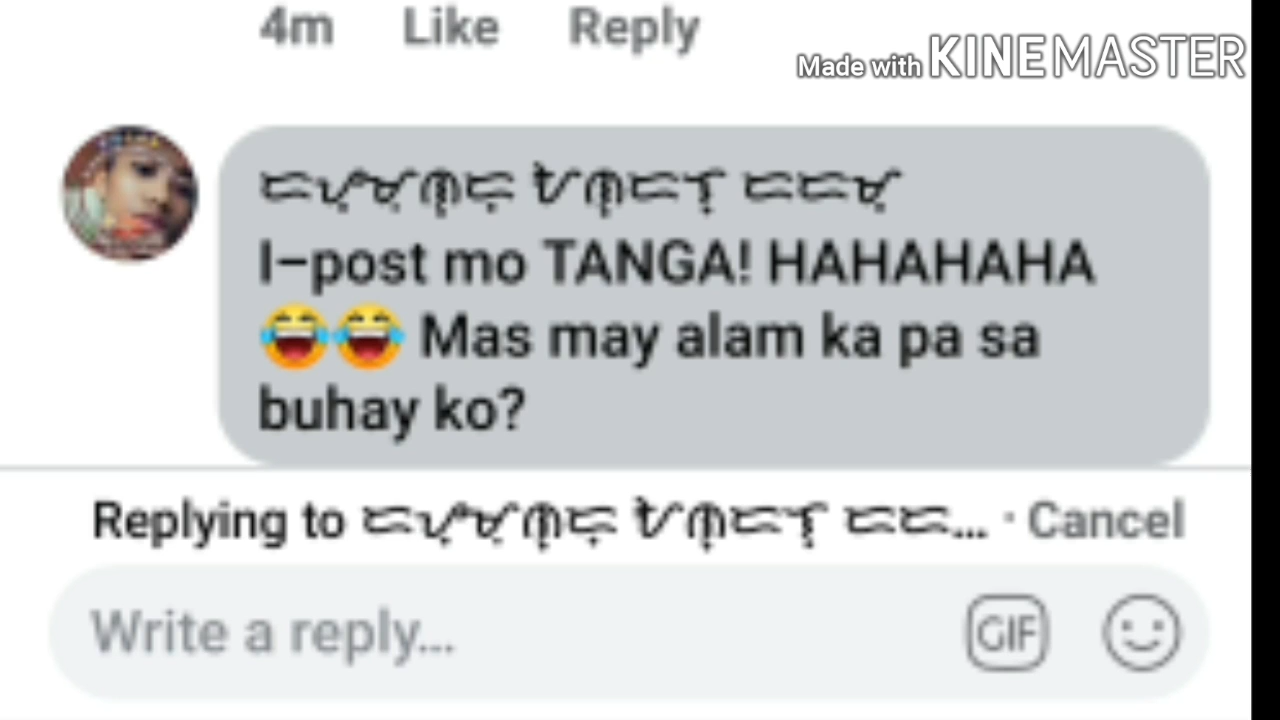 4m Like Reply
Made with KINEMASTER
I-post mo TANGA! HAHAHAHA
😂😂 Mas may alam ka pa sa
buhay ko?
Replying to ... · Cancel
Write a reply...
GIF